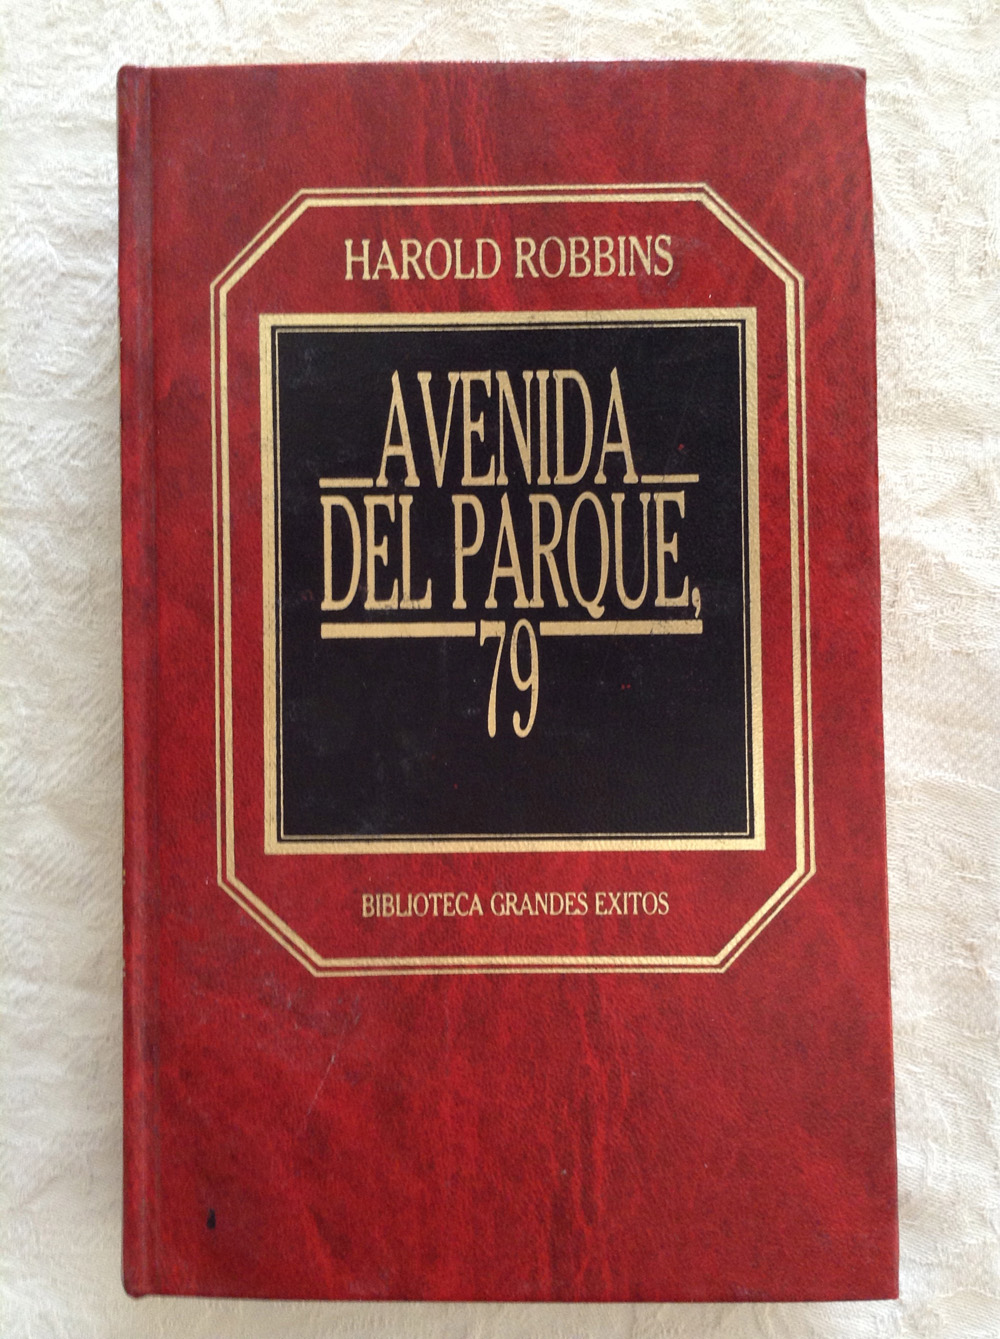 HAROLD ROBBINS
AVENIDA
DEL PARQUE,
79
BIBLIOTECA GRANDES EXITOS